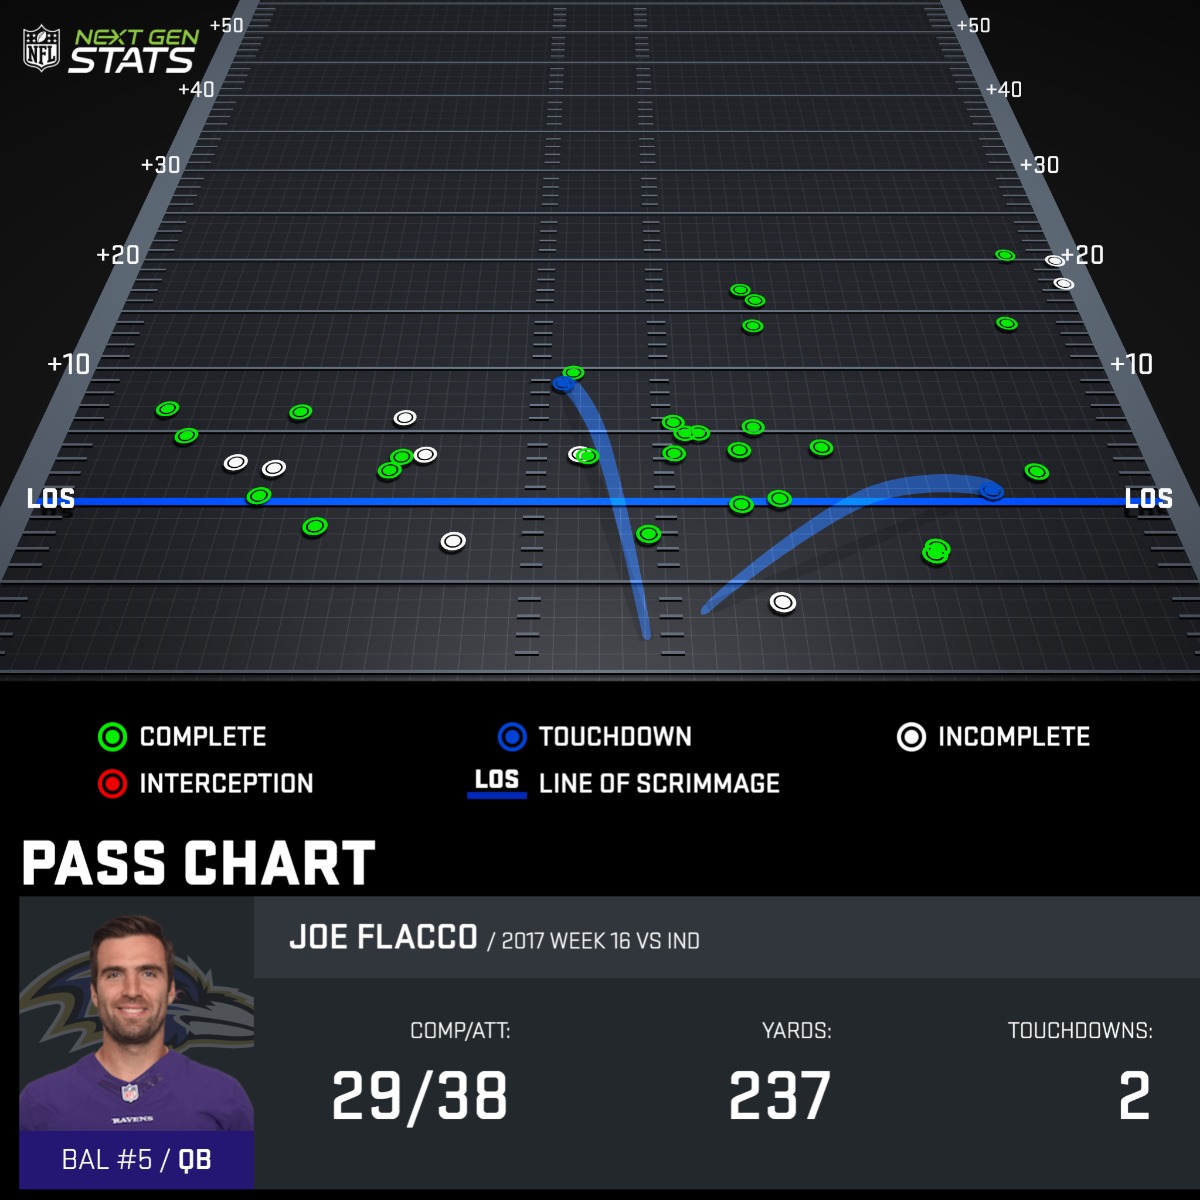 NFL NEXT GEN STATS
+50 +50
+40 +40
+30 +30
+20 +20
+10 +10
LOS LOS
COMPLETE TOUCHDOWN INCOMPLETE
INTERCEPTION LOS LINE OF SCRIMMAGE
PASS CHART
JOE FLACCO / 2017 WEEK 16 VS IND
COMP/ATT: YARDS: TOUCHDOWNS:
29/38 237 2
RAVENS
BAL #5 / QB